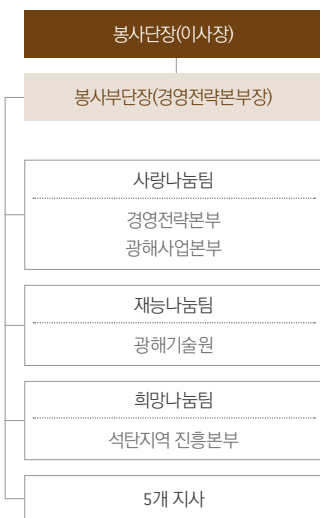 봉사단장(이사장)
봉사부단장(경영전략본부장)
사랑나눔팀
경영전략본부
광해사업본부
재능나눔팀
광해기술원
희망나눔팀
석탄지역 진흥본부
5개 지사